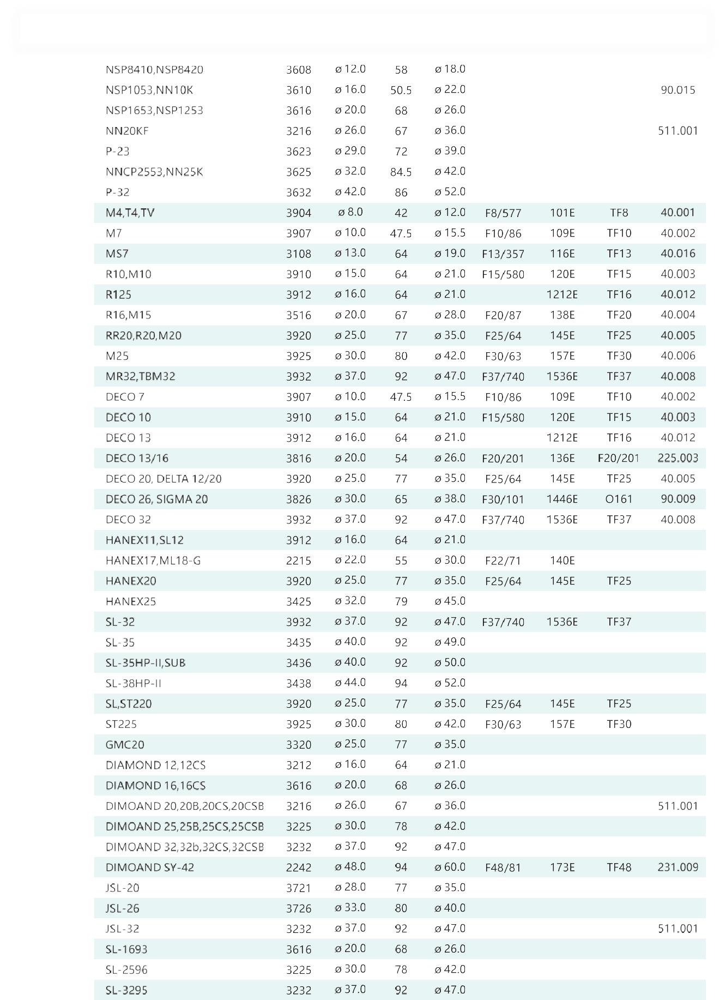 NSP8410,NSP8420 3608 ø 12.0 58 ø 18.0
NSP1053,NN10K 3610 ø 16.0 50.5 ø 22.0 90.015
NSP1653,NSP1253 3616 ø 20.0 68 ø 26.0
NN20KF 3216 ø 26.0 67 ø 36.0 511.001
P-23 3623 ø 29.0 72 ø 39.0
NNCP2553,NN25K 3625 ø 32.0 84.5 ø 42.0
P-32 3632 ø 42.0 86 ø 52.0
M4,T4,TV 3904 ø 8.0 42 ø 12.0 F8/577 101E TF8 40.001
M7 3907 ø 10.0 47.5 ø 15.5 F10/86 109E TF10 40.002
MS7 3108 ø 13.0 64 ø 19.0 F13/357 116E TF13 40.016
R10,M10 3910 ø 15.0 64 ø 21.0 F15/580 120E TF15 40.003
R125 3912 ø 16.0 64 ø 21.0 1212E TF16 40.012
R16,M15 3516 ø 20.0 67 ø 28.0 F20/87 138E TF20 40.004
RR20,R20,M20 3920 ø 25.0 77 ø 35.0 F25/64 145E TF25 40.005
M25 3925 ø 30.0 80 ø 42.0 F30/63 157E TF30 40.006
MR32,TBM32 3932 ø 37.0 92 ø 47.0 F37/740 1536E TF37 40.008
DECO 7 3907 ø 10.0 47.5 ø 15.5 F10/86 109E TF10 40.002
DECO 10 3910 ø 15.0 64 ø 21.0 F15/580 120E TF15 40.003
DECO 13 3912 ø 16.0 64 ø 21.0 1212E TF16 40.012
DECO 13/16 3816 ø 20.0 54 ø 26.0 F20/201 136E F20/201 225.003
DECO 20, DELTA 12/20 3920 ø 25.0 77 ø 35.0 F25/64 145E TF25 40.005
DECO 26, SIGMA 20 3826 ø 30.0 65 ø 38.0 F30/101 1446E O161 90.009
DECO 32 3932 ø 37.0 92 ø 47.0 F37/740 1536E TF37 40.008
HANEX11,SL12 3912 ø 16.0 64 ø 21.0
HANEX17,ML18-G 2215 ø 22.0 55 ø 30.0 F22/71 140E
HANEX20 3920 ø 25.0 77 ø 35.0 F25/64 145E TF25
HANEX25 3425 ø 32.0 79 ø 45.0
SL-32 3932 ø 37.0 92 ø 47.0 F37/740 1536E TF37
SL-35 3435 ø 40.0 92 ø 49.0
SL-35HP-II,SUB 3436 ø 40.0 92 ø 50.0
SL-38HP-II 3438 ø 44.0 94 ø 52.0
SL,ST220 3920 ø 25.0 77 ø 35.0 F25/64 145E TF25
ST225 3925 ø 30.0 80 ø 42.0 F30/63 157E TF30
GMC20 3320 ø 25.0 77 ø 35.0
DIAMOND 12,12CS 3212 ø 16.0 64 ø 21.0
DIAMOND 16,16CS 3616 ø 20.0 68 ø 26.0
DIMOAND 20,20B,20CS,20CSB 3216 ø 26.0 67 ø 36.0 511.001
DIMOAND 25,25B,25CS,25CSB 3225 ø 30.0 78 ø 42.0
DIMOAND 32,32b,32CS,32CSB 3232 ø 37.0 92 ø 47.0
DIMOAND SY-42 2242 ø 48.0 94 ø 60.0 F48/81 173E TF48 231.009
JSL-20 3721 ø 28.0 77 ø 35.0
JSL-26 3726 ø 33.0 80 ø 40.0
JSL-32 3232 ø 37.0 92 ø 47.0 511.001
SL-1693 3616 ø 20.0 68 ø 26.0
SL-2596 3225 ø 30.0 78 ø 42.0
SL-3295 3232 ø 37.0 92 ø 47.0